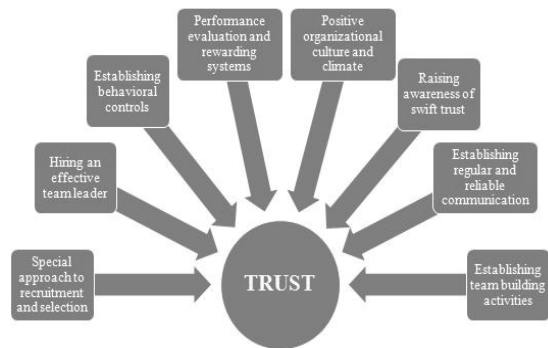 Performance
evaluation and
rewarding
systems
Positive
organizational
culture and
climate
Establishing
behavioral
controls
Raising
awareness of
swift trust
Hiring an
effective
team leader
Establishing
regular and
reliable
communication
Special
approach to
recruitment
and selection
TRUST
Establishing
team building
activities